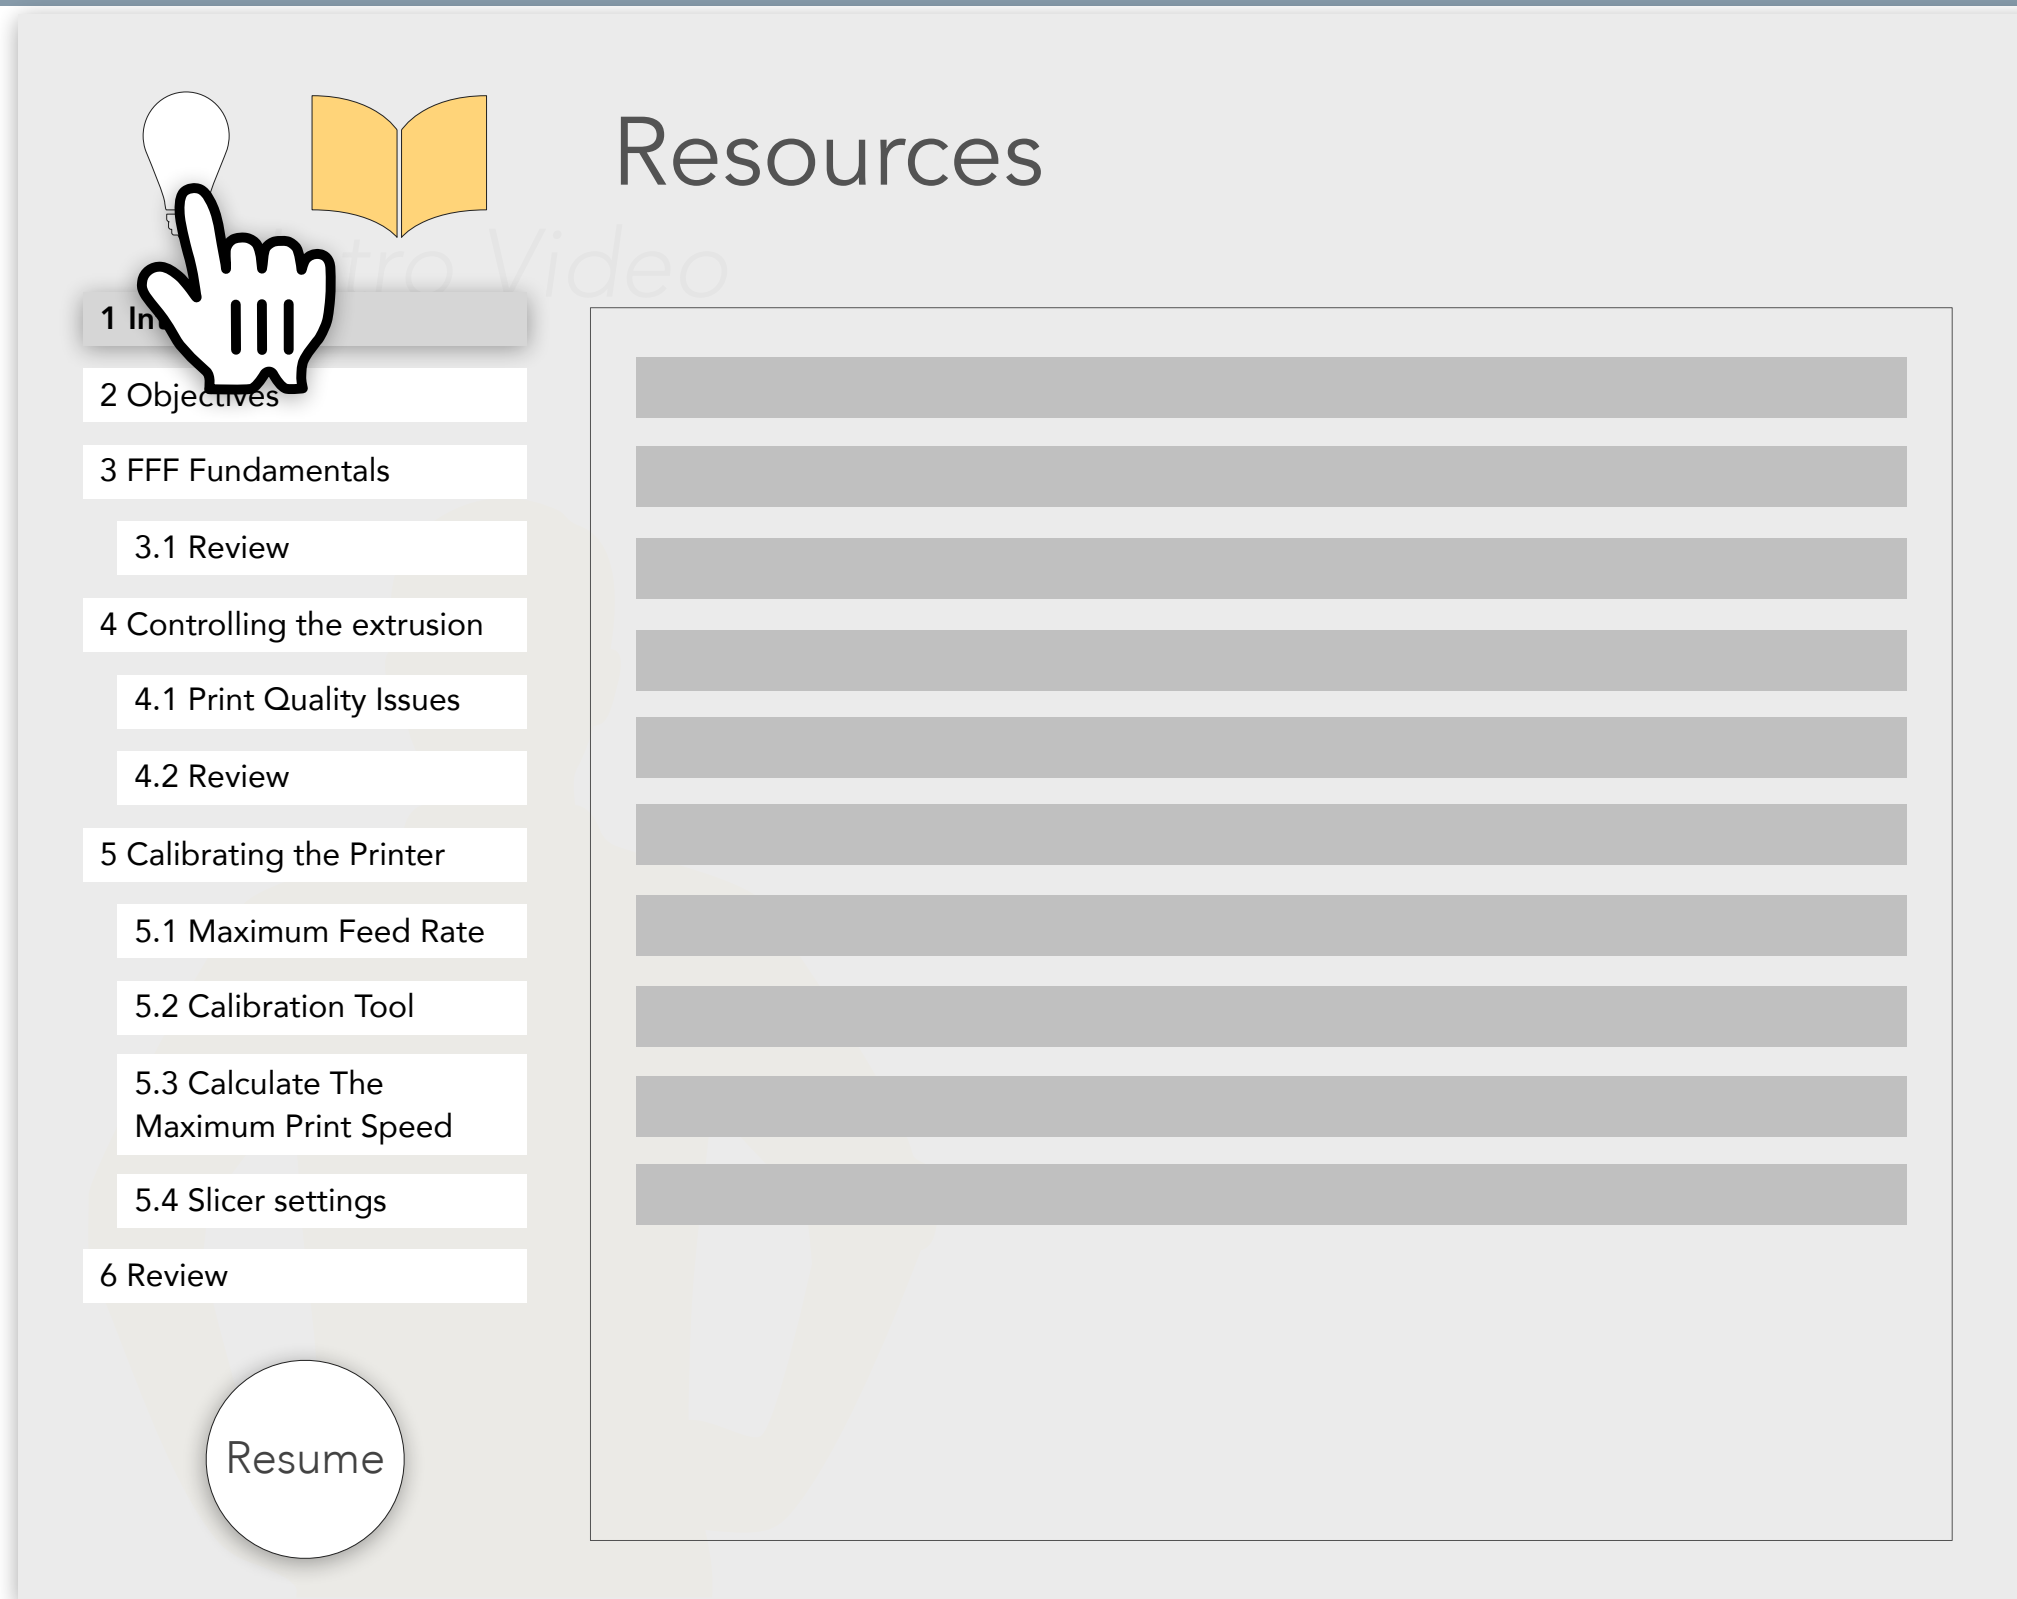 Resources
tro Video
1 In
2 Objectives
3 FFF Fundamentals
3.1 Review
4 Controlling the extrusion
4.1 Print Quality Issues
4.2 Review
5 Calibrating the Printer
5.1 Maximum Feed Rate
5.2 Calibration Tool
5.3 Calculate The
Maximum Print Speed
5.4 Slicer settings
6 Review
Resume